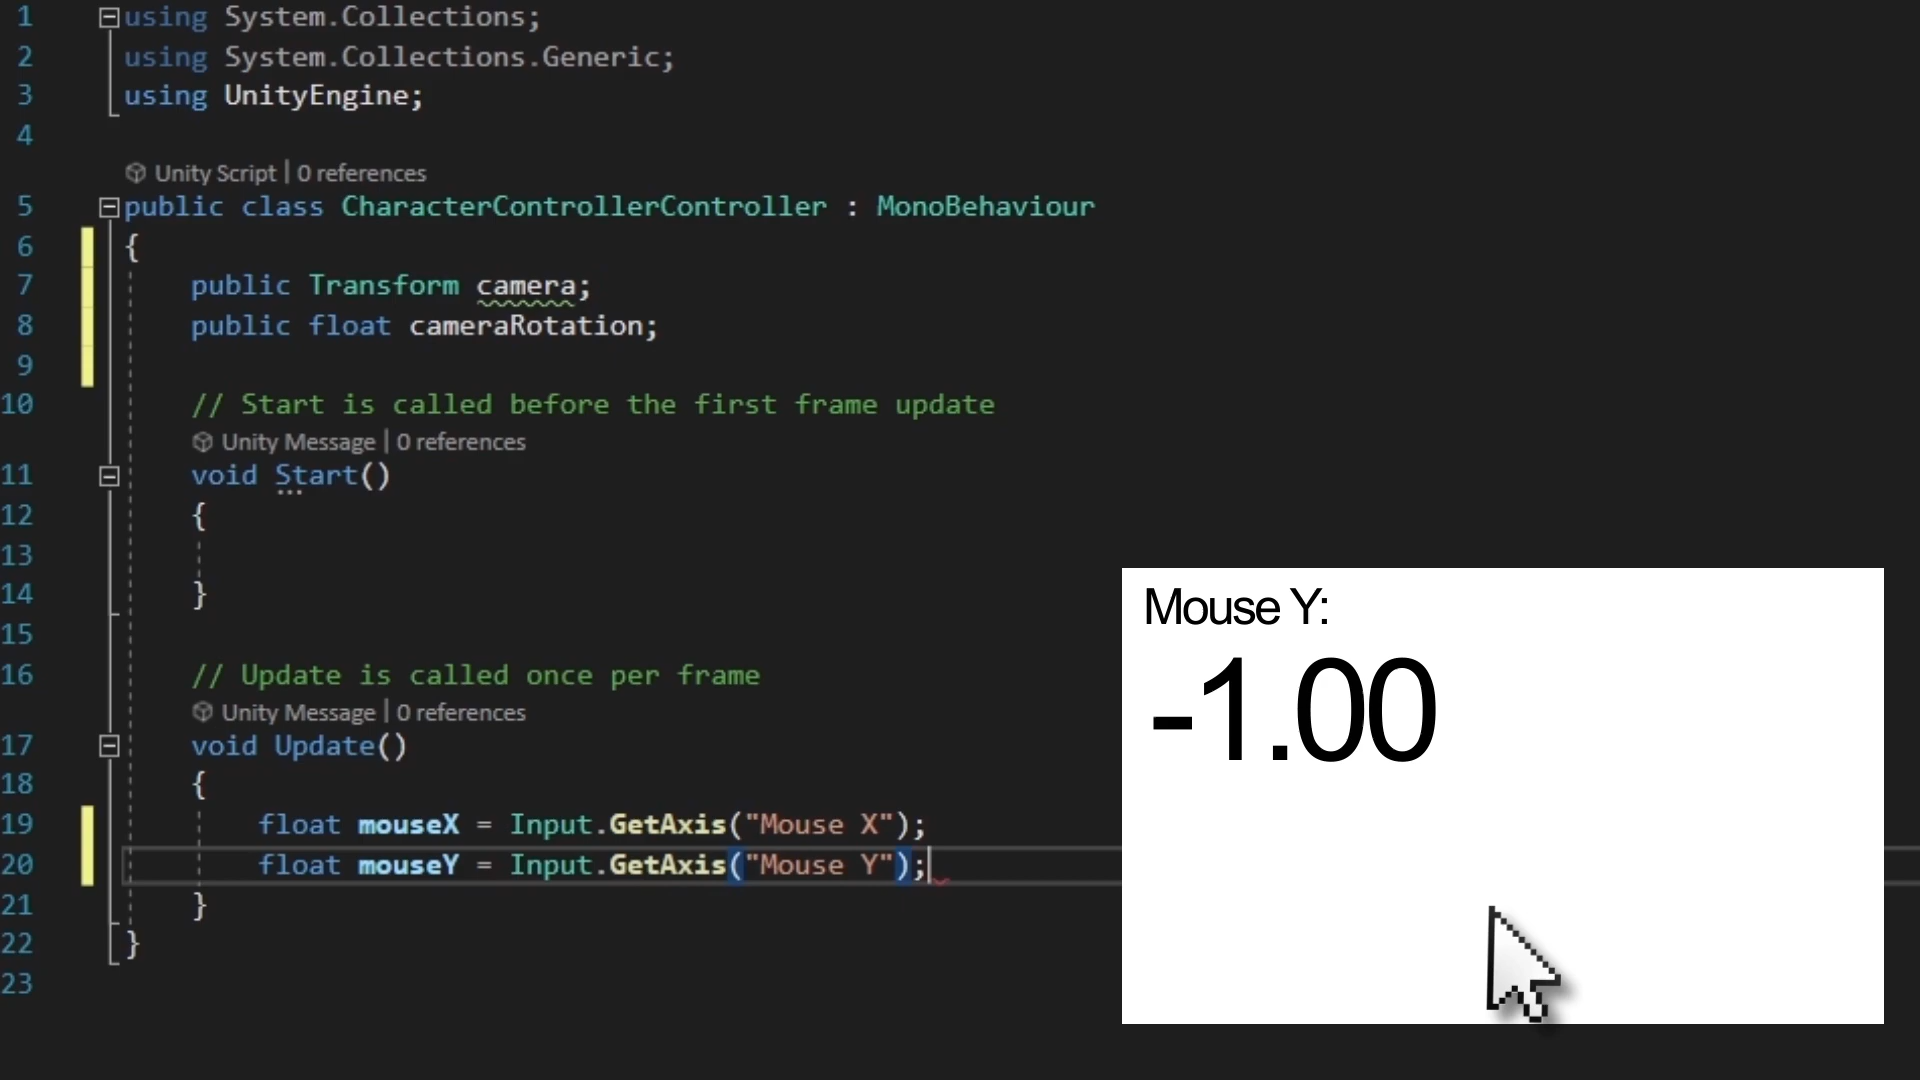 1 using System.Collections;
2 using System.Collections.Generic;
3 using UnityEngine;
4
Unity Script | 0 references
5 public class CharacterControllerController : MonoBehaviour
6 {
7 public Transform camera;
8 public float cameraRotation;
9
10 // Start is called before the first frame update
Unity Message | 0 references
11 void Start()
12 {
13
14 }
15
16 // Update is called once per frame
Unity Message | 0 references
17 void Update()
18 {
19 float mouseX = Input.GetAxis("Mouse X");
20 float mouseY = Input.GetAxis("Mouse Y");
21 }
22 }
23
Mouse Y:
-1.00